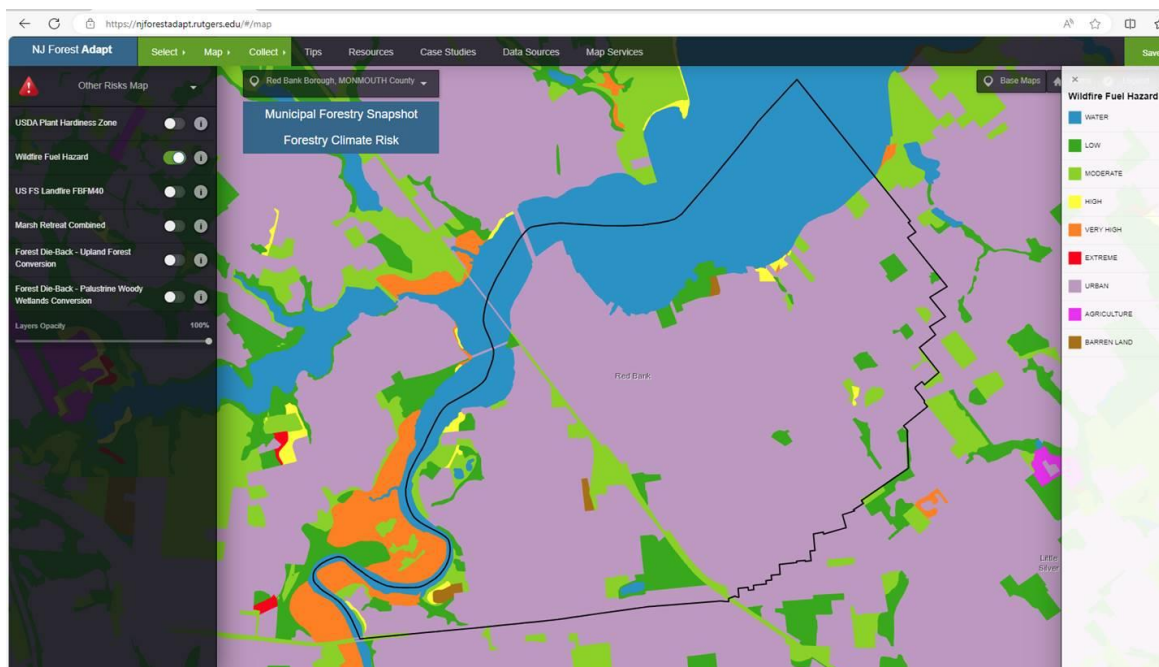 https://njforestadapt.rutgers.edu/#/map
NJ Forest Adapt
Select
Map
Collect
Tips
Resources
Case Studies
Data Sources
Map Services
Save
Other Risks Map
USDA Plant Hardiness Zone
Wildfire Fuel Hazard
US FS Landfire FBFM40
Marsh Retreat Combined
Forest Die-Back - Upland Forest
Conversion
Forest Die-Back - Palustrine Woody
Wetlands Conversion
Layers Opacity 100%
Red Bank Borough, MONMOUTH County
Municipal Forestry Snapshot
Forestry Climate Risk
Red Bank
Little
Silver
Base Maps
Wildfire Fuel Hazard
WATER
LOW
MODERATE
HIGH
VERY HIGH
EXTREME
URBAN
AGRICULTURE
BARREN LAND